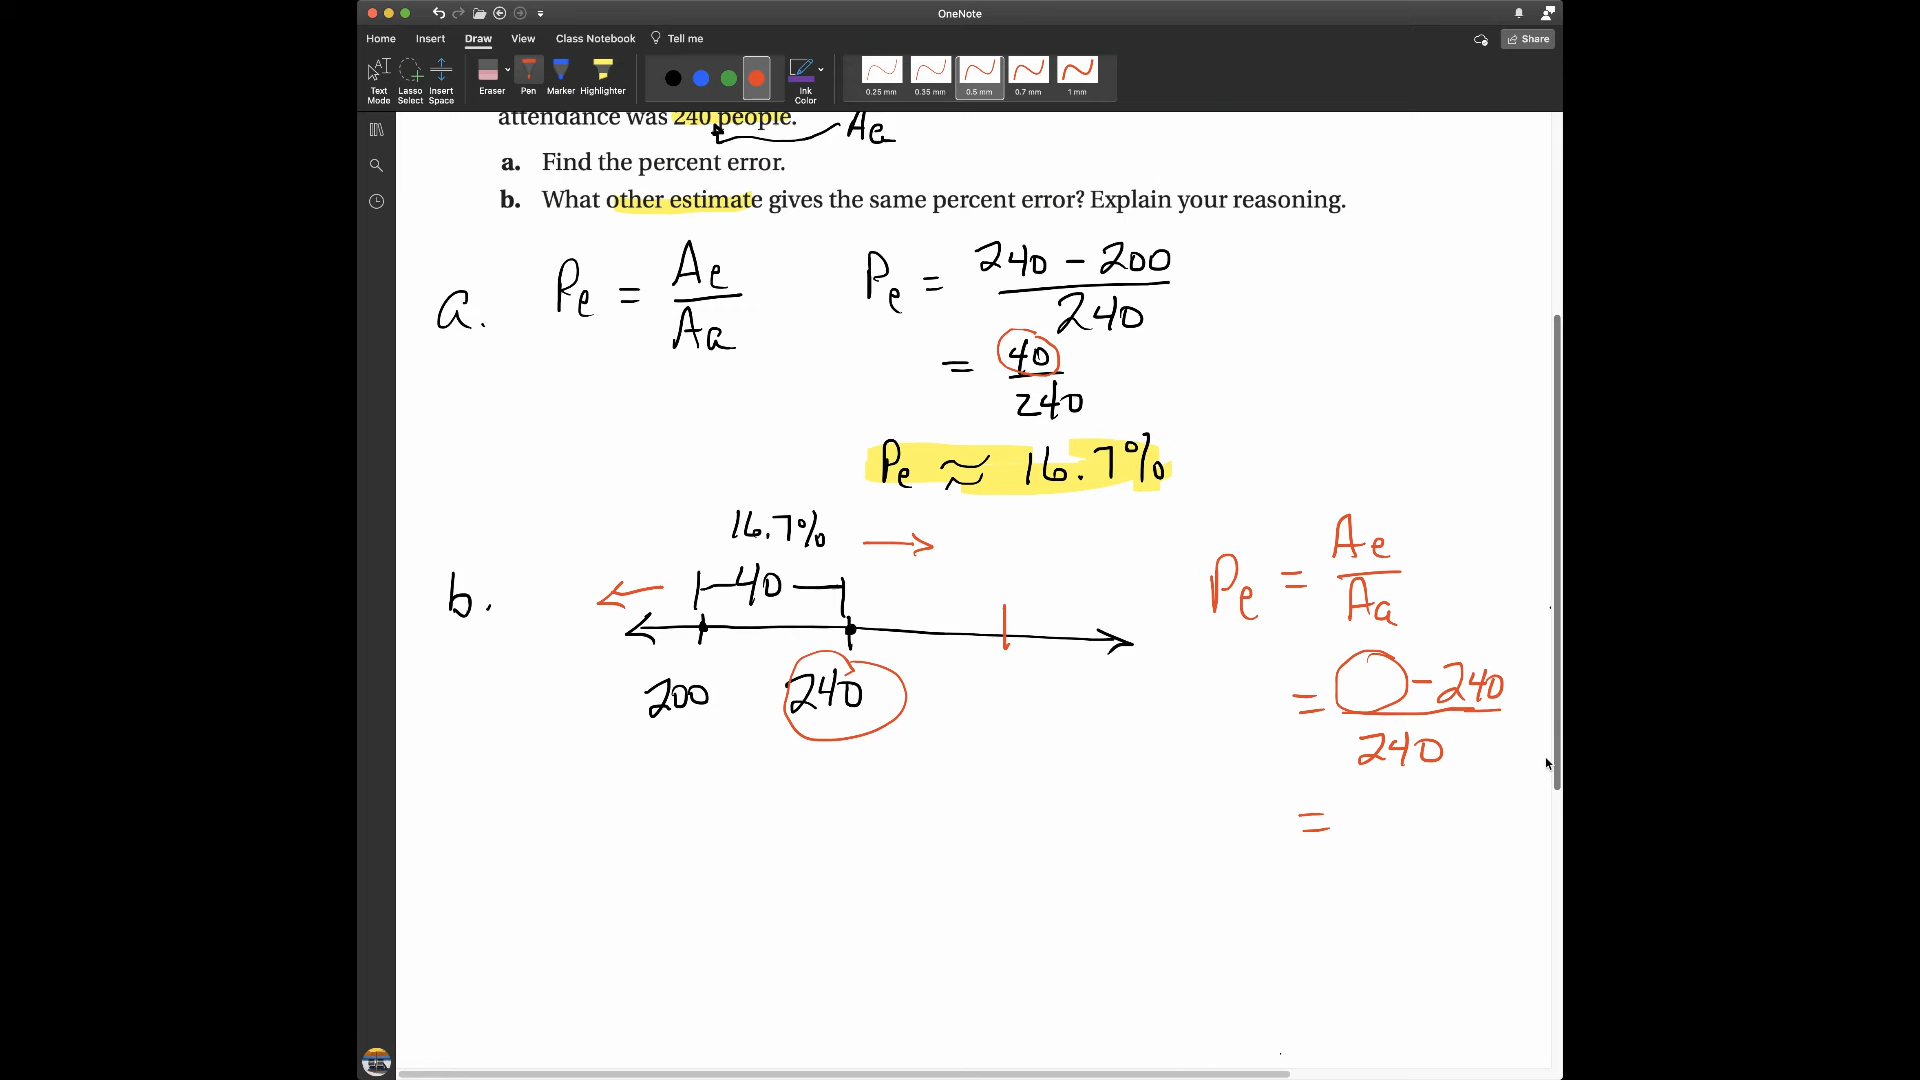 OneNote
Home Insert Draw View Class Notebook Tell me
Share
Text Mode
Lasso Select
Insert Space
Eraser
Pen
Marker
Highlighter
Ink Color
0.25 mm
0.35 mm
0.5 mm
0.7 mm
1 mm
attendance was 240 people.
Aa
a. Find the percent error.
b. What other estimate gives the same percent error? Explain your reasoning.
a.
Pe = Ae / Aa
Pe = 240 - 200 / 240
= 40 / 240
Pe ≈ 16.7%
b.
16.7%
40
200 240
Pe = Ae / Aa
= - 240 / 240
=